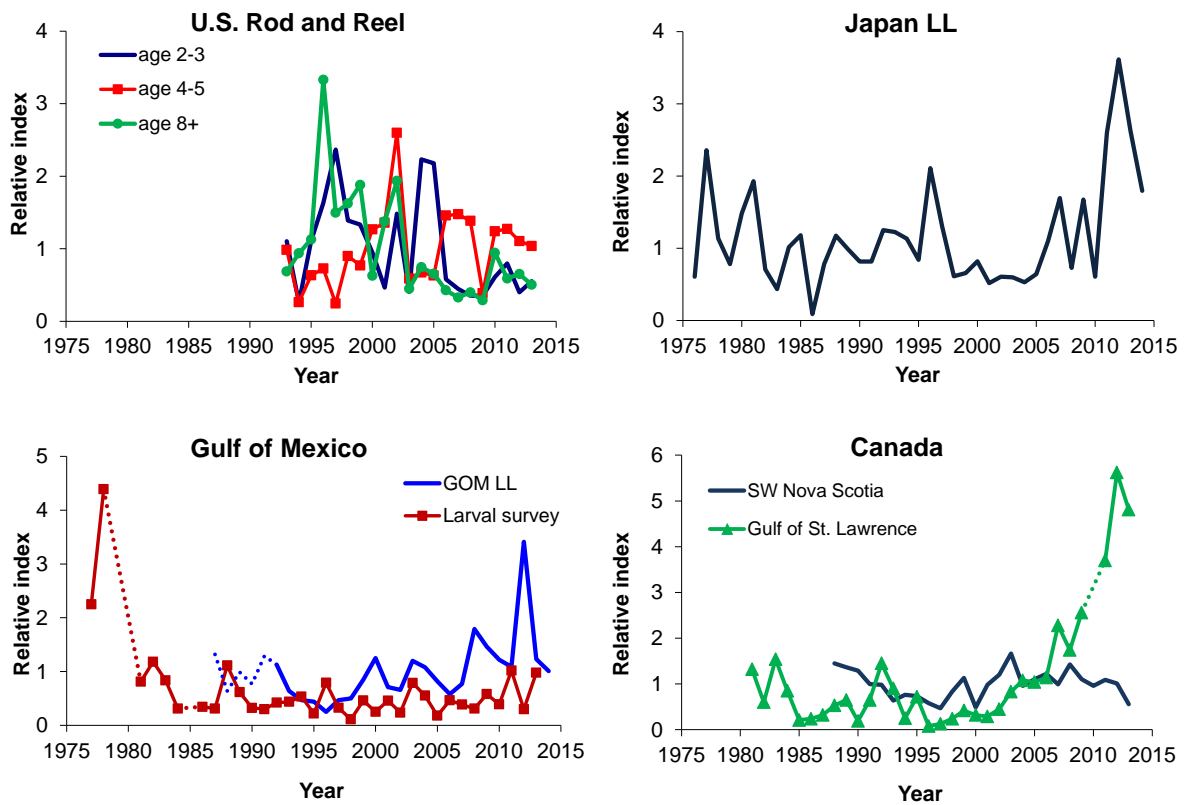 U.S. Rod and Reel
4
3
2
1
0
Relative index
age 2-3
age 4-5
age 8+
1975 1980 1985 1990 1995 2000 2005 2010 2015
Year
Japan LL
4
3
2
1
0
Relative index
1975 1980 1985 1990 1995 2000 2005 2010 2015
Year
Gulf of Mexico
5
4
3
2
1
0
Relative index
GOM LL
Larval survey
1975 1980 1985 1990 1995 2000 2005 2010 2015
Year
Canada
6
5
4
3
2
1
0
Relative index
SW Nova Scotia
Gulf of St. Lawrence
1975 1980 1985 1990 1995 2000 2005 2010 2015
Year